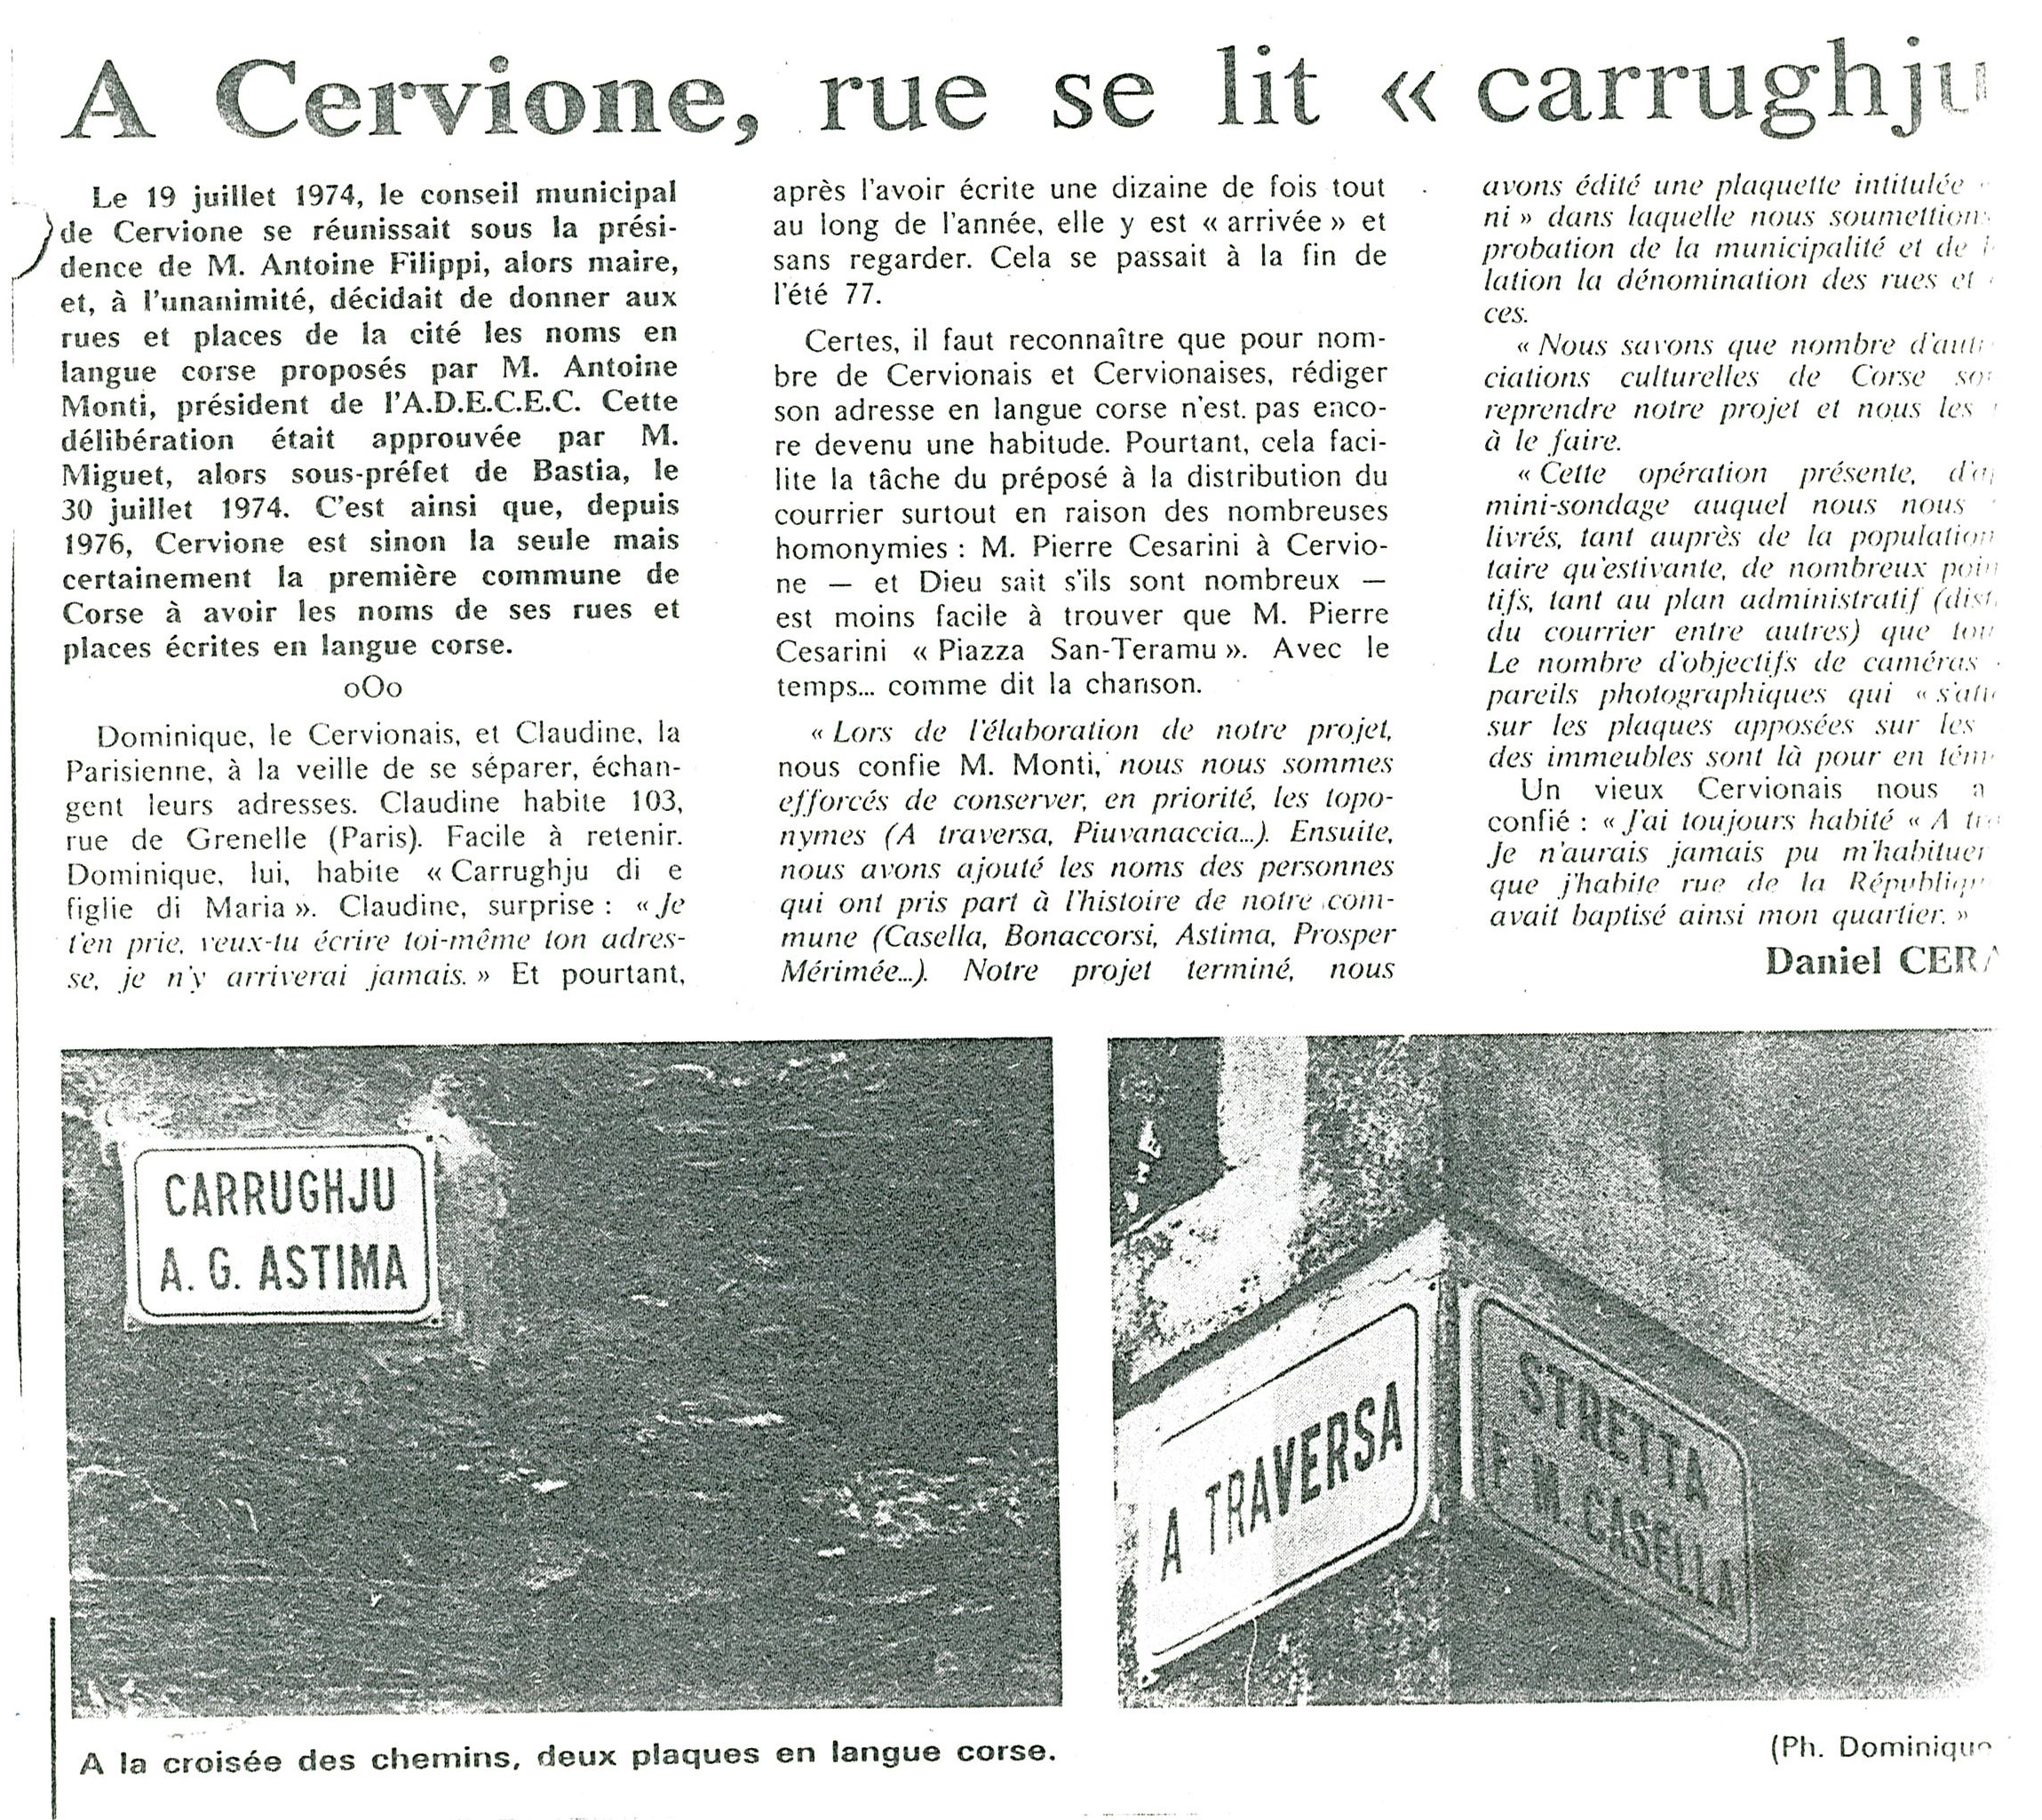 A Cervione, rue se lit « carrughju
Le 19 juillet 1974, le conseil municipal
de Cervione se réunissait sous la prési-
dence de M. Antoine Filippi, alors maire,
et, à l'unanimité, décidait de donner aux
rues et places de la cité les noms en
langue corse proposés par M. Antoine
Monti, président de l'A.D.E.C.E.C. Cette
délibération était approuvée par M.
Miguet, alors sous-préfet de Bastia, le
30 juillet 1974. C'est ainsi que, depuis
1976, Cervione est sinon la seule mais
certainement la première commune de
Corse à avoir les noms de ses rues et
places écrites en langue corse.
oOo
Dominique, le Cervionais, et Claudine, la
Parisienne, à la veille de se séparer, échan-
gent leurs adresses. Claudine habite 103,
rue de Grenelle (Paris). Facile à retenir.
Dominique, lui, habite « Carrughju di e
figlie di Maria ». Claudine, surprise : « Je
t'en prie, veux-tu écrire toi-même ton adres-
se, je n'y arriverai jamais. » Et pourtant,
après l'avoir écrite une dizaine de fois tout
au long de l'année, elle y est « arrivée » et
sans regarder. Cela se passait à la fin de
l'été 77.
Certes, il faut reconnaître que pour nom-
bre de Cervionais et Cervionaises, rédiger
son adresse en langue corse n'est pas enco-
re devenu une habitude. Pourtant, cela faci-
lite la tâche du préposé à la distribution du
courrier surtout en raison des nombreuses
homonymies : M. Pierre Cesarini à Cervio-
ne — et Dieu sait s'ils sont nombreux —
est moins facile à trouver que M. Pierre
Cesarini « Piazza San-Teramu ». Avec le
temps... comme dit la chanson.
« Lors de l'élaboration de notre projet,
nous confie M. Monti, nous nous sommes
efforcés de conserver, en priorité, les topo-
nymes (A traversa, Piuvanaccia...). Ensuite,
nous avons ajouté les noms des personnes
qui ont pris part à l'histoire de notre com-
mune (Casella, Bonaccorsi, Astima, Prosper
Mérimée...). Notre projet terminé, nous
avons édité une plaquette intitulée
ni » dans laquelle nous soumettions
probation de la municipalité et de
lation la dénomination des rues et
ces.
« Nous savons que nombre d'aut
ciations culturelles de Corse so
reprendre notre projet et nous les
à le faire.
« Cette opération présente, d'a
mini-sondage auquel nous nous
livrés, tant auprès de la population
taire qu'estivante, de nombreux poin
tifs, tant au plan administratif (dist
du courrier entre autres) que tou
Le nombre d'objectifs de caméras
pareils photographiques qui « s'att
sur les plaques apposées sur les
des immeubles sont là pour en tém
Un vieux Cervionais nous a
confié : « J'ai toujours habité « A tr
Je n'aurais jamais pu m'habituer
que j'habite rue de la Républiq
avait baptisé ainsi mon quartier. »
Daniel CERA
CARRUGHJU
A. G. ASTIMA
A TRAVERSA
STRETTA
F. M. CASELLA
A la croisée des chemins, deux plaques en langue corse.
(Ph. Dominique